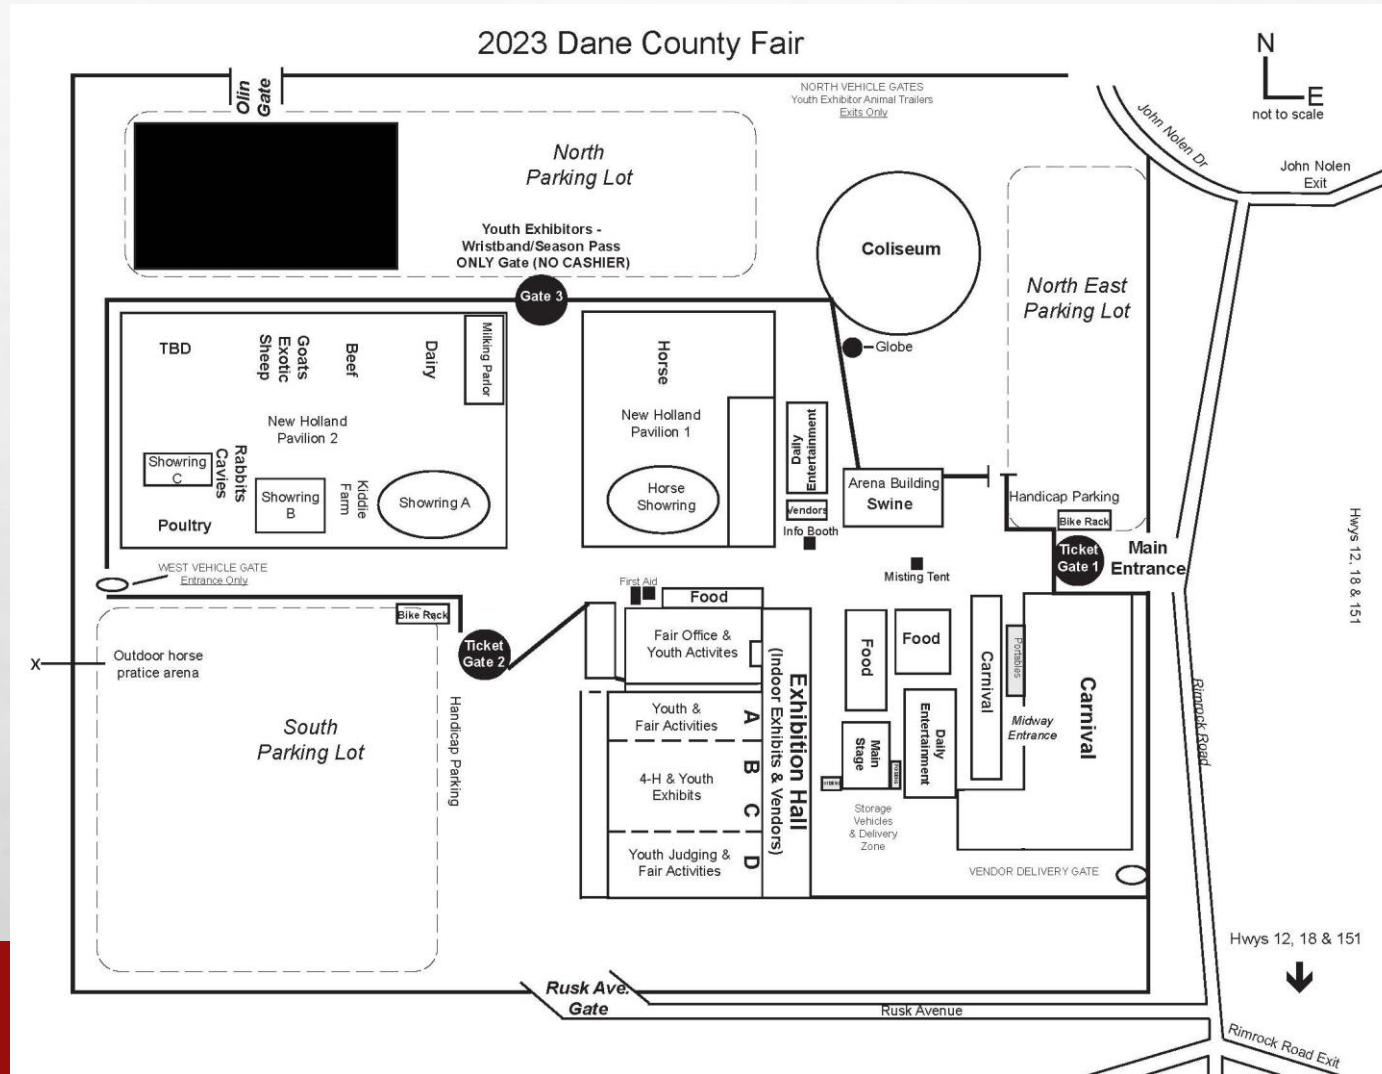 2023 Dane County Fair
N
E
not to scale
Olin
Gate
NORTH VEHICLE GATES
Youth Exhibitor Animal Trailers
Exits Only
John Nolen Dr
John Nolen
Exit
North
Parking Lot
Youth Exhibitors -
Wristband/Season Pass
ONLY Gate (NO CASHIER)
Gate 3
Coliseum
Globe
North East
Parking Lot
TBD
Goats
Exotic
Sheep
Beef
Dairy
Milking Parlor
New Holland
Pavilion 2
Showring
C
Rabbits
Cavies
Showring
B
Kiddie
Farm
Showring A
Poultry
Horse
New Holland
Pavilion 1
Horse
Showring
Daily
Entertainment
Vendors
Info Booth
Arena Building
Swine
Handicap Parking
Bike Rack
Ticket
Gate 1
Main
Entrance
Misting Tent
Hwys 12, 18 & 151
WEST VEHICLE GATE
Entrance Only
Bike Rack
Ticket
Gate 2
First Aid
Food
Fair Office &
Youth Activites
X
Outdoor horse
pratice arena
South
Parking Lot
Handicap Parking
Youth &
Fair Activities
A
4-H & Youth
Exhibits
B
C
Youth Judging &
Fair Activities
D
Exhibition Hall
(Indoor Exhibits & Vendors)
Food
Food
Main
Stage
Daily
Entertainment
Carnival
Portables
Midway
Entrance
Carnival
Storage
Vehicles
& Delivery
Zone
VENDOR DELIVERY GATE
Rimrock Road
Hwys 12, 18 & 151
Rusk Ave.
Gate
Rusk Avenue
Rimrock Road Exit